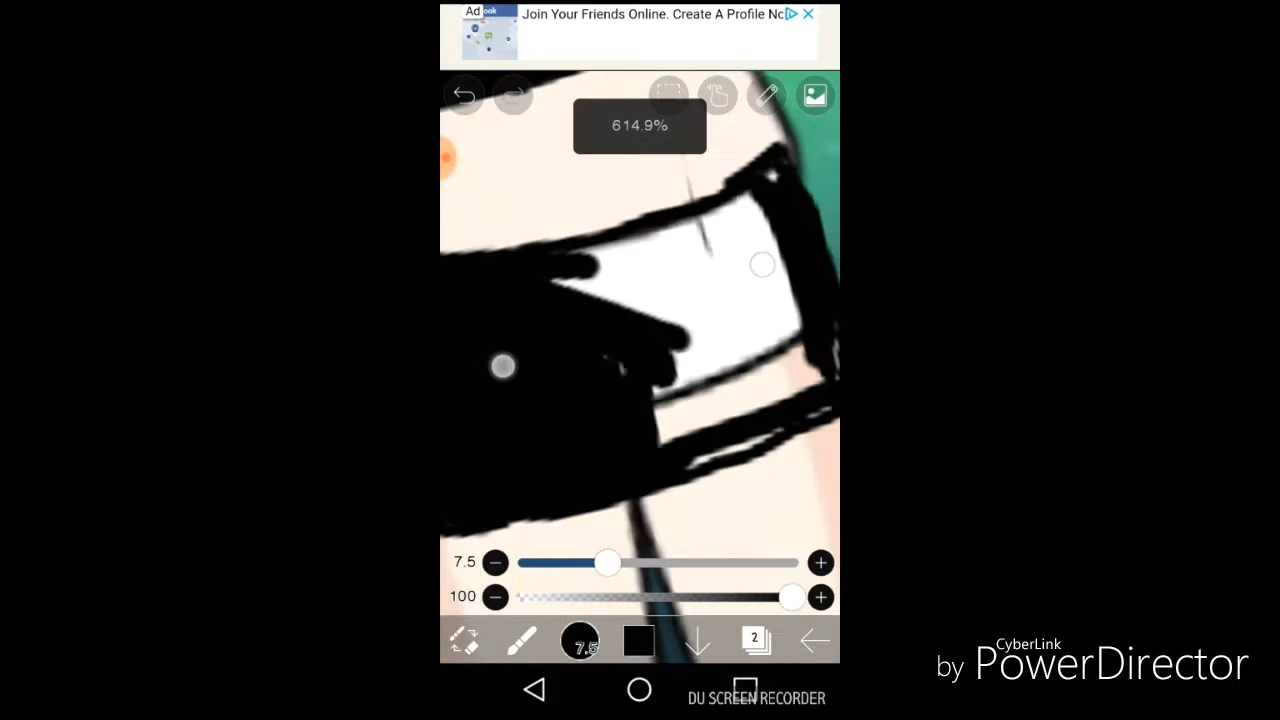 Ad
ook
Join Your Friends Online. Create A Profile Nc
614.9%
7.5
100
7.5
2
CyberLink
by PowerDirector
DU SCREEN RECORDER